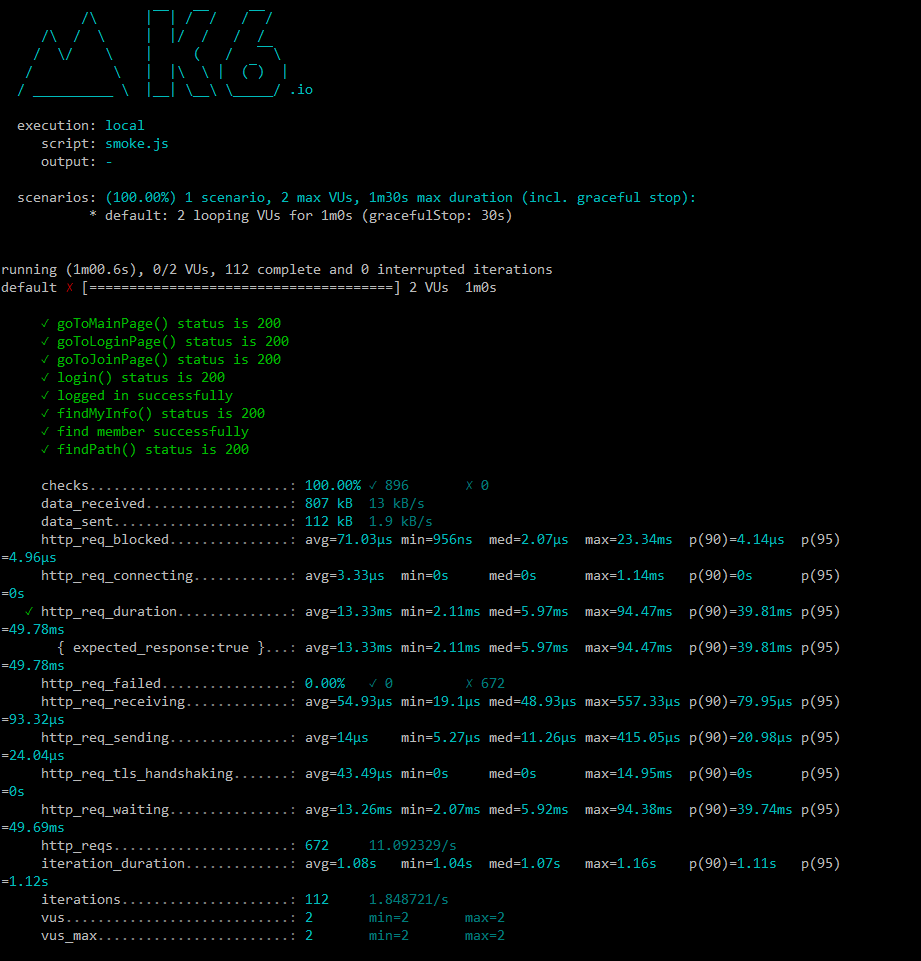 /\      |‾‾| /‾‾/   /‾‾/
     /\  /  \     |  |/  /   /  /
    /  \/    \    |     (   /   ‾‾\
   /          \   |  |\  \ |  (‾)  |
  / __________ \  |__| \__\ \_____/ .io
execution: local
script: smoke.js
output: -
scenarios: (100.00%) 1 scenario, 2 max VUs, 1m30s max duration (incl. graceful stop):
* default: 2 looping VUs for 1m0s (gracefulStop: 30s)
running (1m00.6s), 0/2 VUs, 112 complete and 0 interrupted iterations
default ✗ [======================================] 2 VUs  1m0s
✓ goToMainPage() status is 200
✓ goToLoginPage() status is 200
✓ goToJoinPage() status is 200
✓ login() status is 200
✓ logged in successfully
✓ findMyInfo() status is 200
✓ find member successfully
✓ findPath() status is 200
checks.........................: 100.00% ✓ 896       ✗ 0
data_received..................: 807 kB  13 kB/s
data_sent......................: 112 kB  1.9 kB/s
http_req_blocked...............: avg=71.03µs min=956ns  med=2.07µs  max=23.34ms  p(90)=4.14µs  p(95)
=4.96µs
http_req_connecting............: avg=3.33µs  min=0s     med=0s      max=1.14ms   p(90)=0s      p(95)
=0s
✓ http_req_duration..............: avg=13.33ms min=2.11ms med=5.97ms  max=94.47ms  p(90)=39.81ms p(95)
=49.78ms
{ expected_response:true }...: avg=13.33ms min=2.11ms med=5.97ms  max=94.47ms  p(90)=39.81ms p(95)
=49.78ms
http_req_failed................: 0.00%   ✓ 0         ✗ 672
http_req_receiving.............: avg=54.93µs min=19.1µs med=48.93µs max=557.33µs p(90)=79.95µs p(95)
=93.32µs
http_req_sending...............: avg=14µs    min=5.27µs med=11.26µs max=415.05µs p(90)=20.98µs p(95)
=24.04µs
http_req_tls_handshaking.......: avg=43.49µs min=0s     med=0s      max=14.95ms  p(90)=0s      p(95)
=0s
http_req_waiting...............: avg=13.26ms min=2.07ms med=5.92ms  max=94.38ms  p(90)=39.74ms p(95)
=49.69ms
http_reqs......................: 672     11.092329/s
iteration_duration.............: avg=1.08s   min=1.04s  med=1.07s   max=1.16s    p(90)=1.11s   p(95)
=1.12s
iterations.....................: 112     1.848721/s
vus............................: 2       min=2       max=2
vus_max........................: 2       min=2       max=2